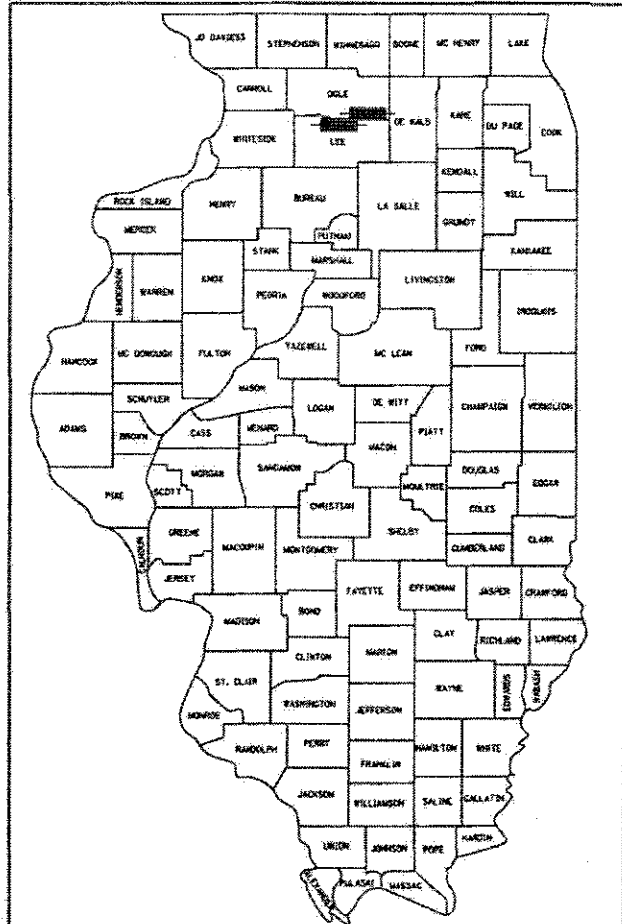 JO DAVIESS
STEPHENSON
WINNEBAGO
BOONE
MC HENRY
LAKE
CARROLL
OGLE
DE KALB
KANE
DU PAGE
COOK
WHITESIDE
LEE
KENDALL
WILL
ROCK ISLAND
HENRY
BUREAU
LA SALLE
GRUNDY
MERCER
PUTNAM
KANKAKEE
STARK
MARSHALL
HENDERSON
WARREN
KNOX
PEORIA
WOODFORD
LIVINGSTON
IROQUOIS
HANCOCK
MC DONOUGH
FULTON
TAZEWELL
MC LEAN
FORD
MASON
SCHUYLER
LOGAN
DE WITT
CHAMPAIGN
VERMILION
ADAMS
BROWN
CASS
MENARD
PIATT
MACON
MORGAN
SANGAMON
DOUGLAS
EDGAR
PIKE
SCOTT
CHRISTIAN
MOULTRIE
COLES
GREENE
MACOUPIN
MONTGOMERY
SHELBY
CUMBERLAND
CLARK
CALHOUN
JERSEY
FAYETTE
EFFINGHAM
JASPER
CRAWFORD
MADISON
BOND
CLAY
RICHLAND
LAWRENCE
CLINTON
MARION
ST. CLAIR
WAYNE
EDWARDS
WABASH
WASHINGTON
JEFFERSON
MONROE
RANDOLPH
PERRY
HAMILTON
WHITE
FRANKLIN
JACKSON
WILLIAMSON
SALINE
GALLATIN
UNION
JOHNSON
POPE
HARDIN
ALEXANDER
PULASKI
MASSAC